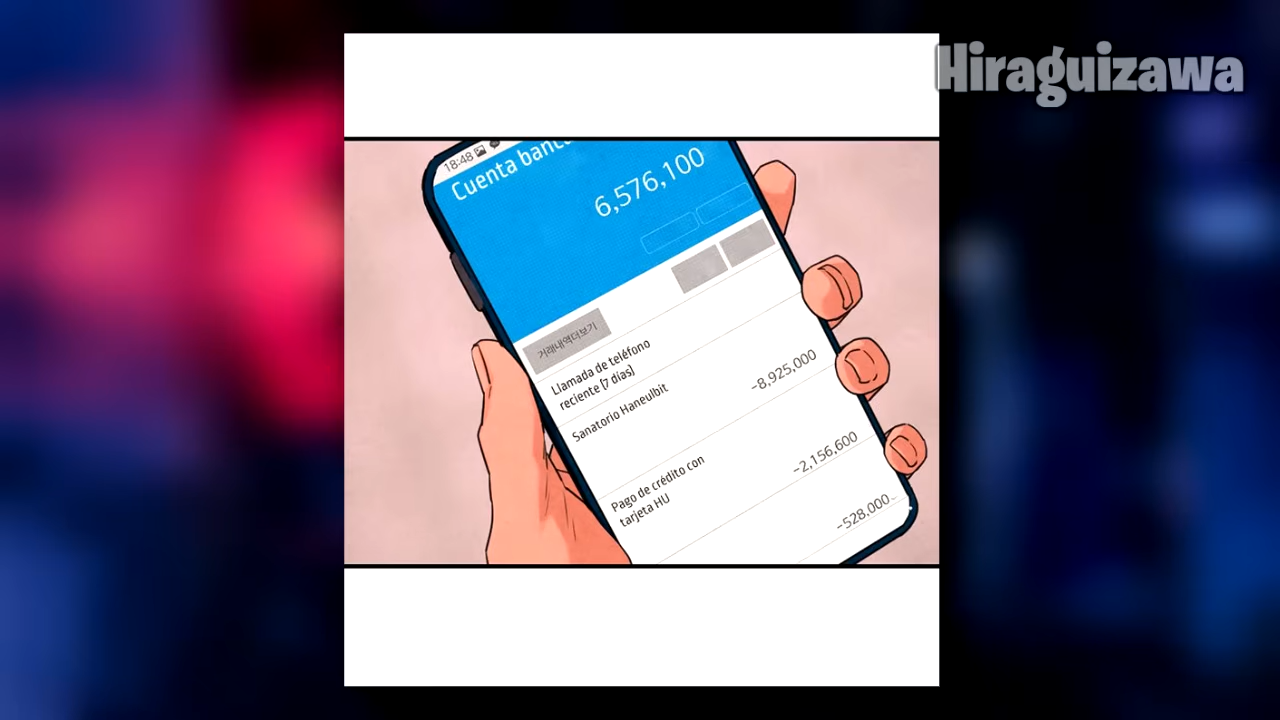 Hiraguizawa
18:48
Cuenta banc
6,576,100
거래내역더보기
Llamada de teléfono
reciente (7 días)
Sanatorio Haneulbit
-8,925,000
Pago de crédito con
tarjeta HU
-2,156,600
-528,000